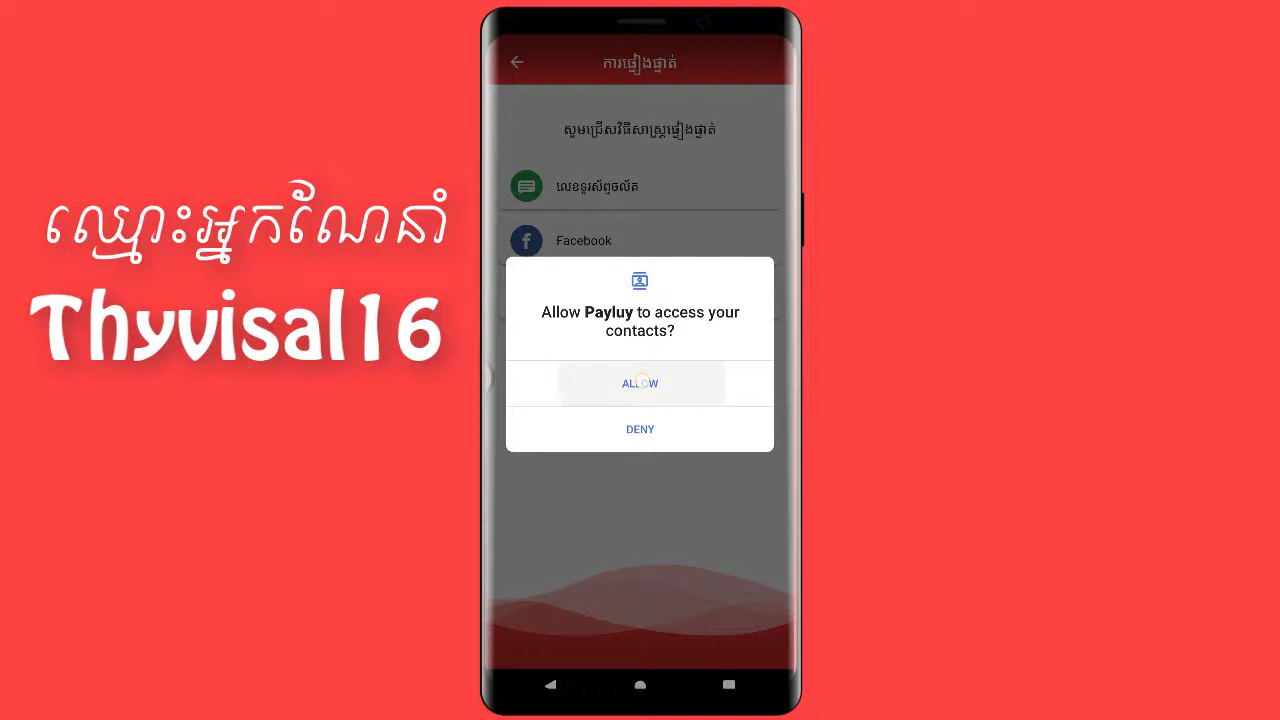 ឈ្មោះអ្នកណែនាំ
Thyvisal16
ការផ្ទៀងផ្ទាត់
សូមជ្រើសវិធីសាស្ត្រផ្ទៀងផ្ទាត់
លេខទូរស័ព្ទចល័ត
Facebook
Allow Payluy to access your
contacts?
ALLOW
DENY